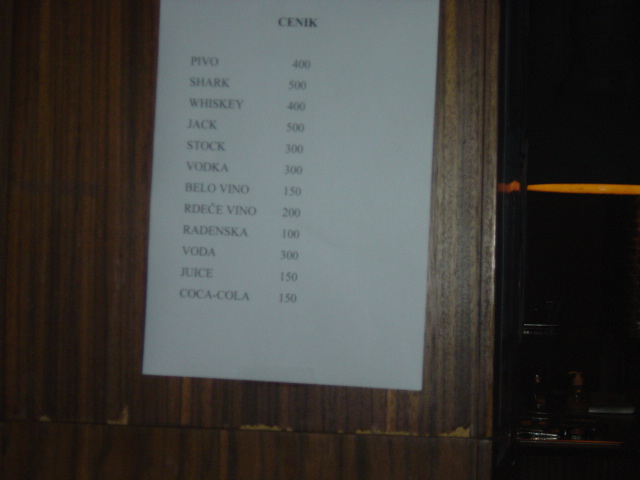 CENIK
PIVO 400
SHARK 500
WHISKEY 400
JACK 500
STOCK 300
VODKA 300
BELO VINO 150
RDEČE VINO 200
RADENSKA 100
VODA 300
JUICE 150
COCA-COLA 150